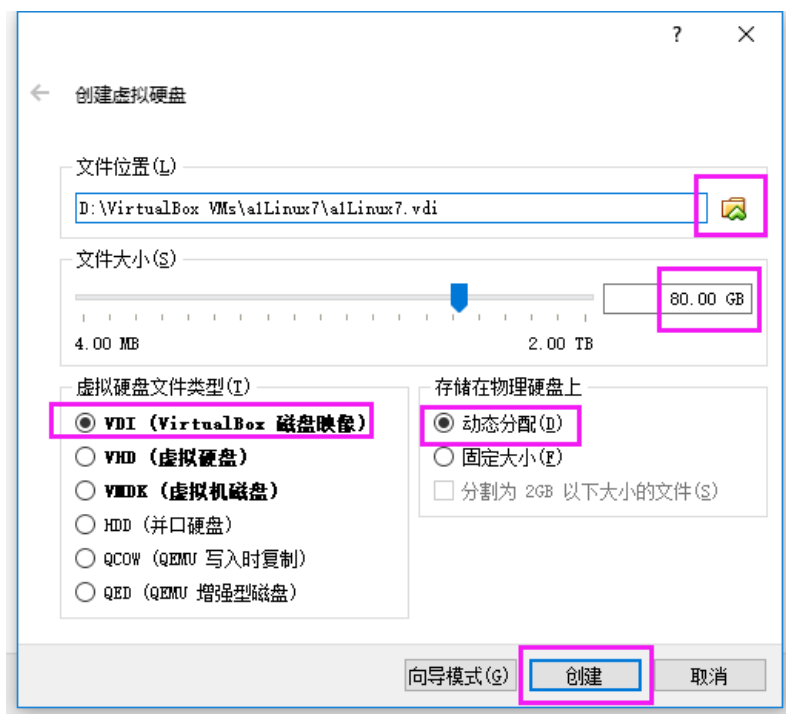 ?
创建虚拟硬盘
文件位置(L)
D:\VirtualBox VMs\a1Linux7\a1Linux7.vdi
文件大小(S)
80.00 GB
4.00 MB 2.00 TB
虚拟硬盘文件类型(T)
VDI (VirtualBox 磁盘映像)
VHD (虚拟硬盘)
VMDK (虚拟机磁盘)
HDD (并口硬盘)
QCOW (QEMU 写入时复制)
QED (QEMU 增强型磁盘)
存储在物理硬盘上
动态分配(D)
固定大小(F)
分割为 2GB 以下大小的文件(S)
向导模式(G) 创建 取消